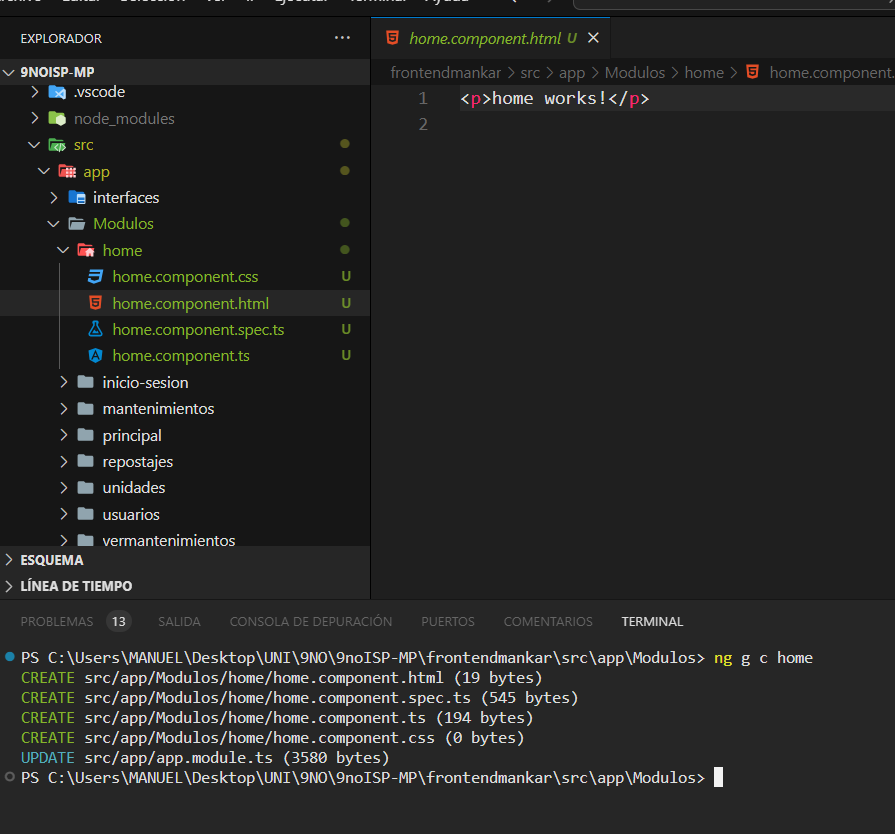 EXPLORADOR
9NOISP-MP
.vscode
node_modules
src
app
interfaces
Modulos
home
home.component.css U
home.component.html U
home.component.spec.ts U
home.component.ts U
inicio-sesion
mantenimientos
principal
repostajes
unidades
usuarios
vermantenimientos
ESQUEMA
LÍNEA DE TIEMPO
home.component.html U
frontendmankar > src > app > Modulos > home > home.component.
1 <p>home works!</p>
2
PROBLEMAS 13 SALIDA CONSOLA DE DEPURACIÓN PUERTOS COMENTARIOS TERMINAL
PS C:\Users\MANUEL\Desktop\UNI\9NO\9noISP-MP\frontendmankar\src\app\Modulos> ng g c home
CREATE src/app/Modulos/home/home.component.html (19 bytes)
CREATE src/app/Modulos/home/home.component.spec.ts (545 bytes)
CREATE src/app/Modulos/home/home.component.ts (194 bytes)
CREATE src/app/Modulos/home/home.component.css (0 bytes)
UPDATE src/app/app.module.ts (3580 bytes)
PS C:\Users\MANUEL\Desktop\UNI\9NO\9noISP-MP\frontendmankar\src\app\Modulos>